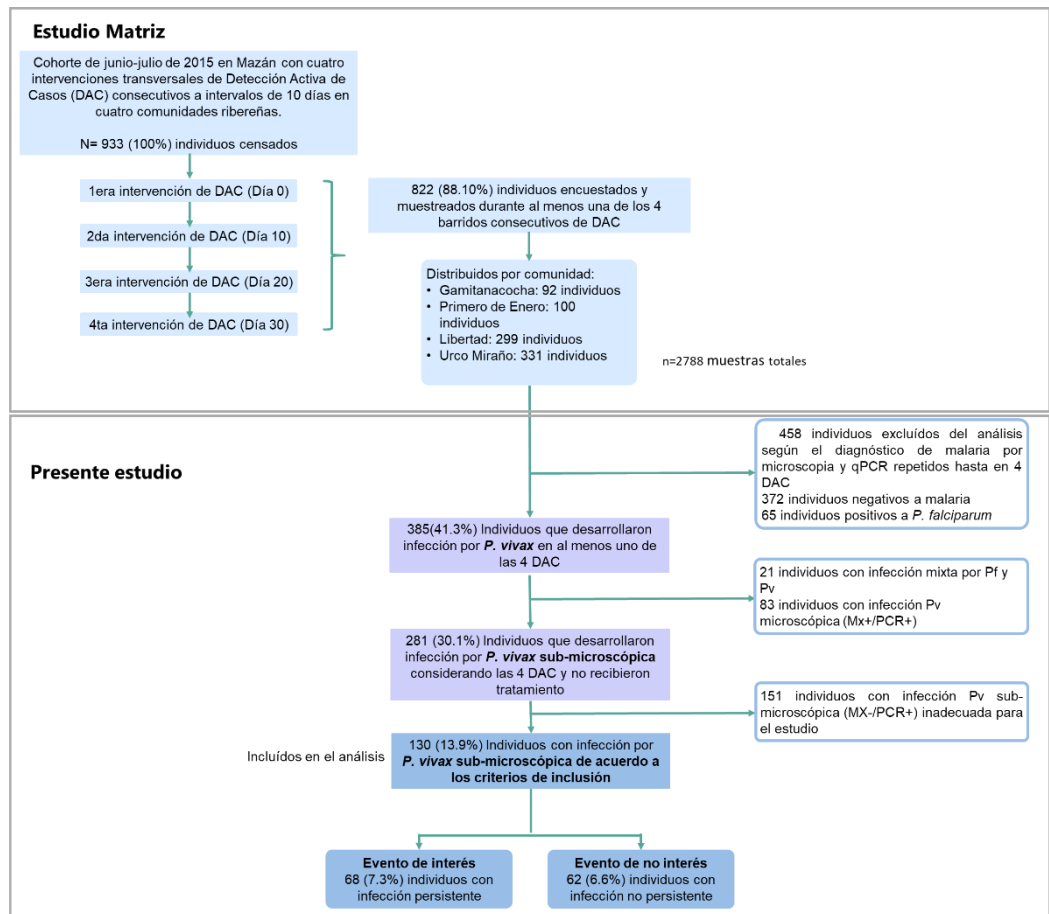 Estudio Matriz
Cohorte de junio-julio de 2015 en Mazán con cuatro
intervenciones transversales de Detección Activa de
Casos (DAC) consecutivos a intervalos de 10 días en
cuatro comunidades ribereñas.
N= 933 (100%) individuos censados
1era intervención de DAC (Día 0)
2da intervención de DAC (Día 10)
3era intervención de DAC (Día 20)
4ta intervención de DAC (Día 30)
822 (88.10%) individuos encuestados y
muestreados durante al menos una de los 4
barridos consecutivos de DAC
Distribuidos por comunidad:
• Gamitanacocha: 92 individuos
• Primero de Enero: 100
individuos
• Libertad: 299 individuos
• Urco Miraño: 331 individuos
n=2788 muestras totales
Presente estudio
458 individuos excluídos del análisis
según el diagnóstico de malaria por
microscopia y qPCR repetidos hasta en 4
DAC
372 individuos negativos a malaria
65 individuos positivos a P. falciparum
385(41.3%) Individuos que desarrollaron
infección por P. vivax en al menos uno de
las 4 DAC
21 individuos con infección mixta por Pf y
Pv
83 individuos con infección Pv
microscópica (Mx+/PCR+)
281 (30.1%) Individuos que desarrollaron
infección por P. vivax sub-microscópica
considerando las 4 DAC y no recibieron
tratamiento
151 individuos con infección Pv sub-
microscópica (MX-/PCR+) inadecuada para
el estudio
Incluídos en el análisis
130 (13.9%) Individuos con infección por
P. vivax sub-microscópica de acuerdo a
los criterios de inclusión
Evento de interés
68 (7.3%) individuos con
infección persistente
Evento de no interés
62 (6.6%) individuos con
infección no persistente